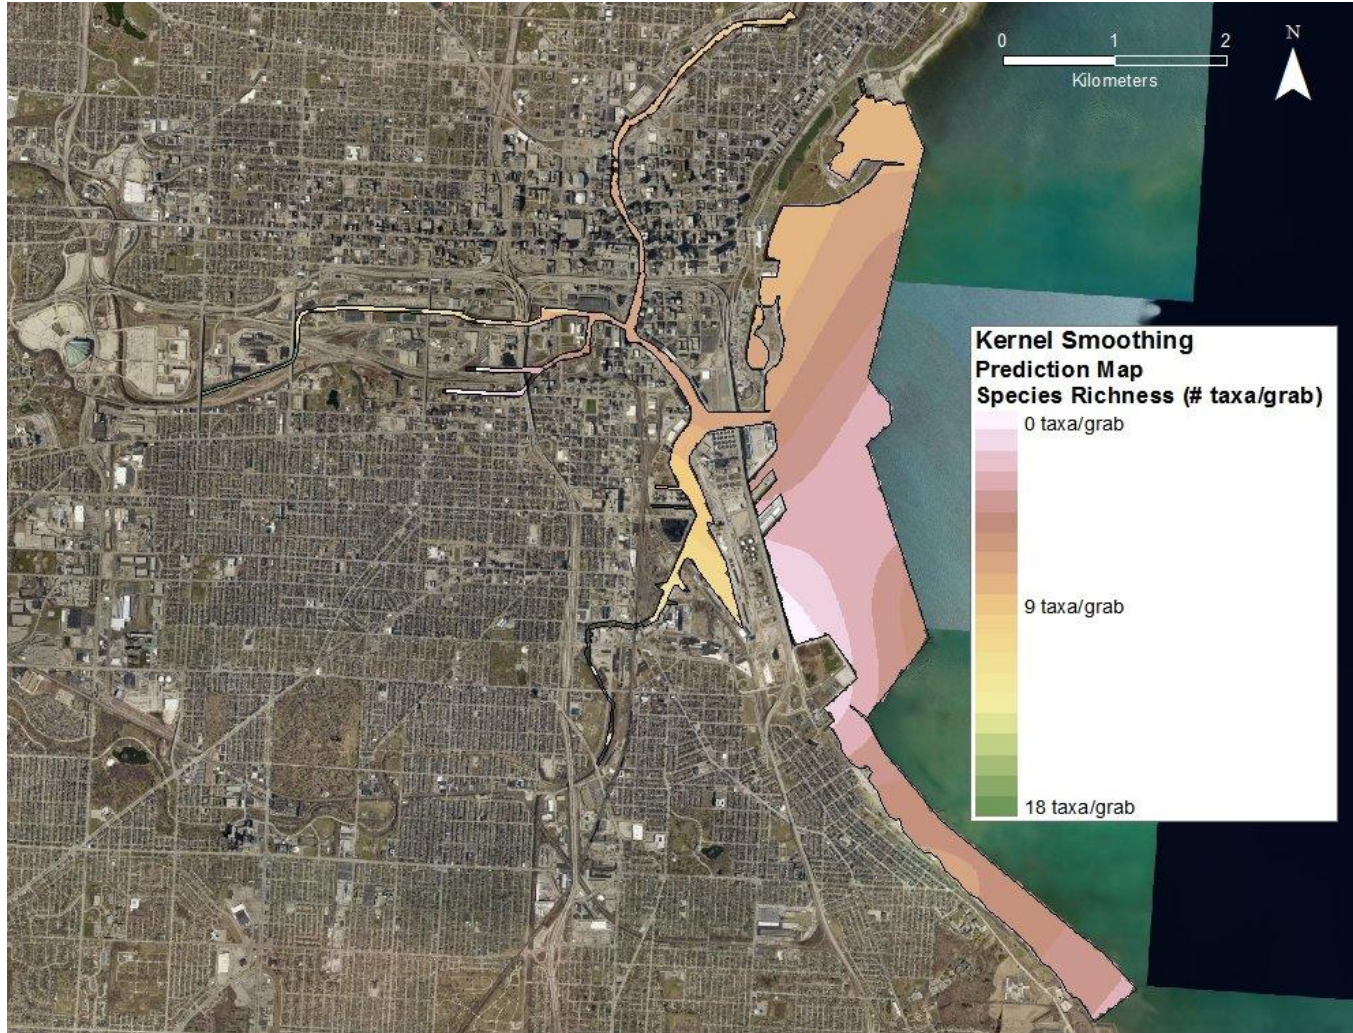 0 1 2
Kilometers
N
Kernel Smoothing
Prediction Map
Species Richness (# taxa/grab)
0 taxa/grab
9 taxa/grab
18 taxa/grab